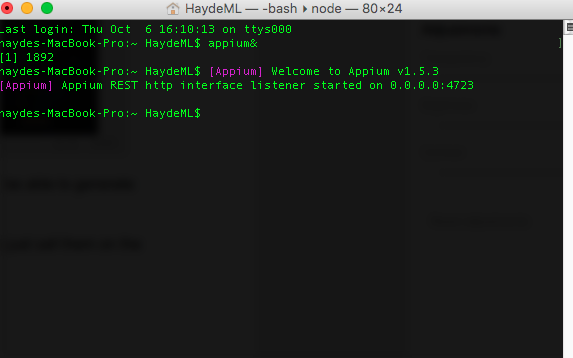 HaydeML — -bash ▸ node — 80×24
Last login: Thu Oct  6 16:10:13 on ttys000
haydes-MacBook-Pro:~ HaydeML$ appium& ]
[1] 1892
haydes-MacBook-Pro:~ HaydeML$ [Appium] Welcome to Appium v1.5.3
[Appium] Appium REST http interface listener started on 0.0.0.0:4723
haydes-MacBook-Pro:~ HaydeML$